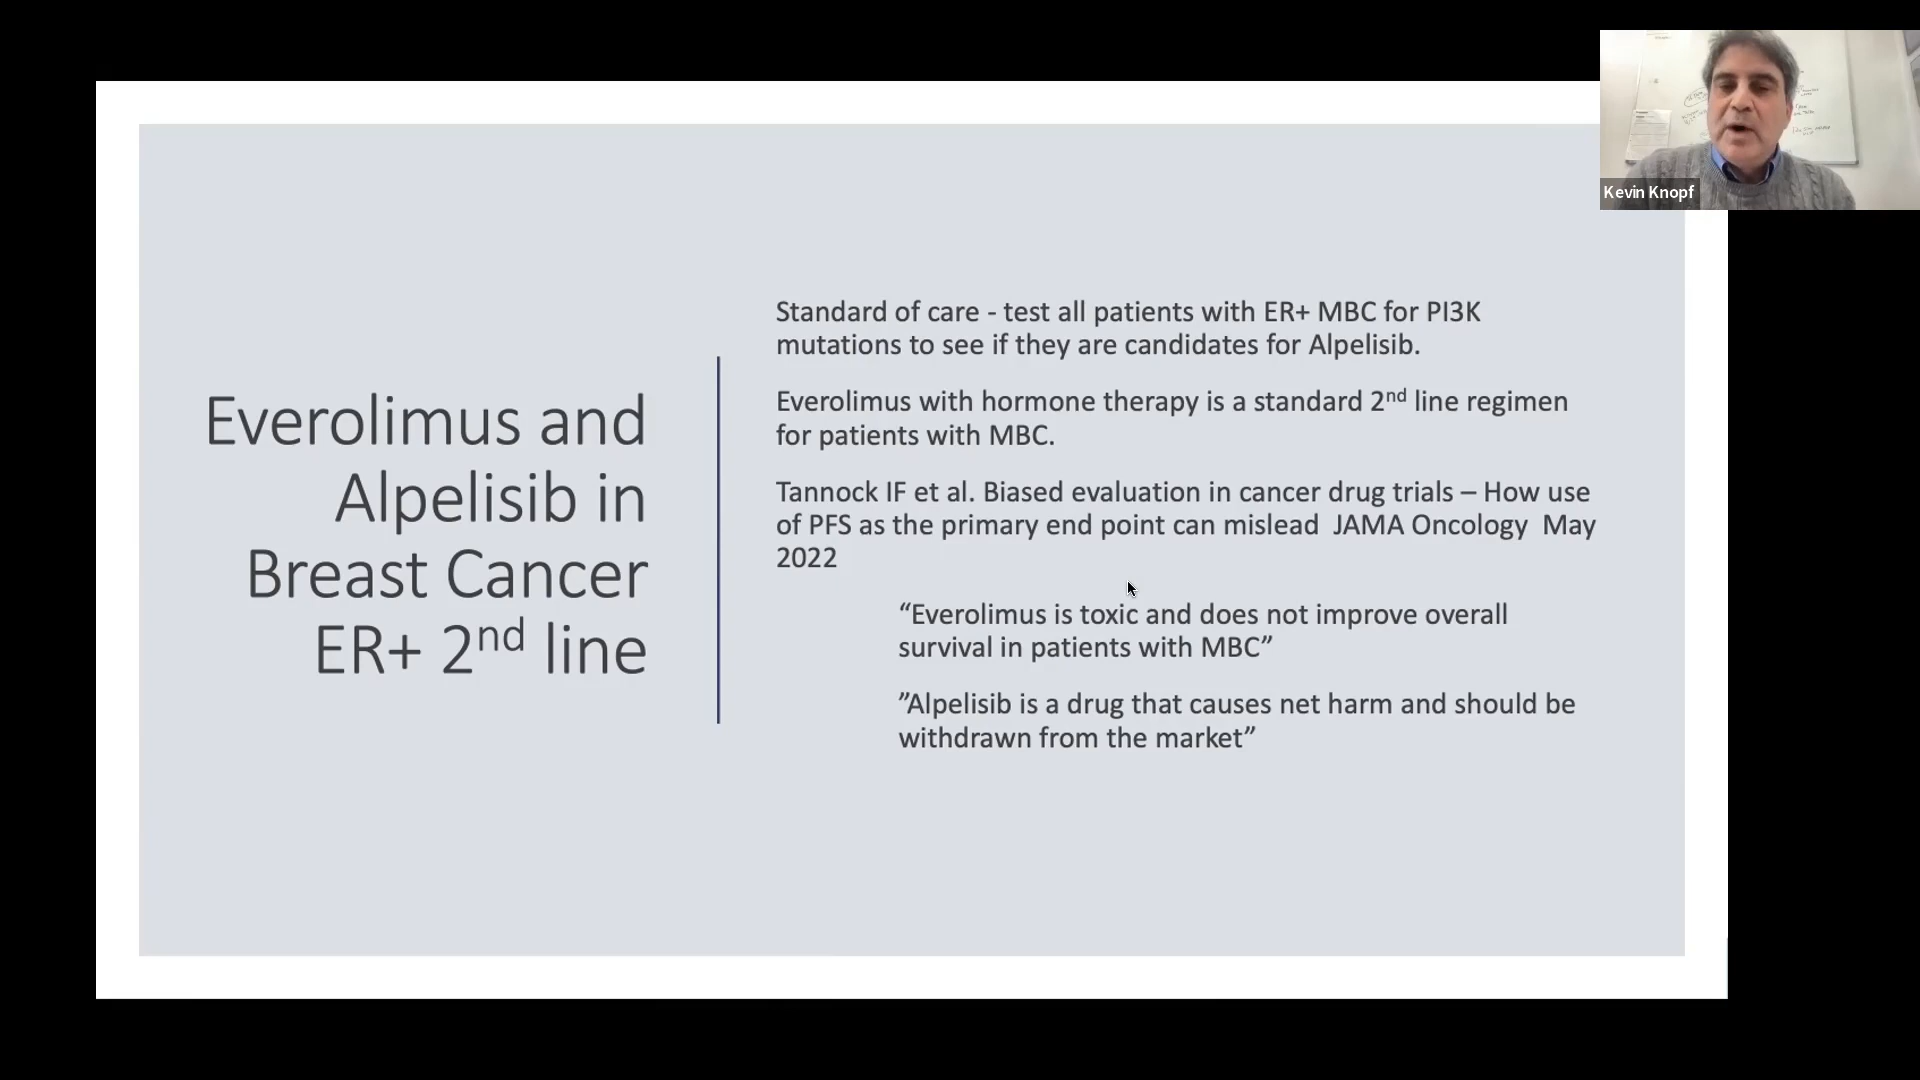 Kevin Knopf
Everolimus and
Alpelisib in
Breast Cancer
ER+ 2nd line
Standard of care - test all patients with ER+ MBC for PI3K
mutations to see if they are candidates for Alpelisib.
Everolimus with hormone therapy is a standard 2nd line regimen
for patients with MBC.
Tannock IF et al. Biased evaluation in cancer drug trials – How use
of PFS as the primary end point can mislead  JAMA Oncology  May
2022
“Everolimus is toxic and does not improve overall
survival in patients with MBC”
”Alpelisib is a drug that causes net harm and should be
withdrawn from the market”